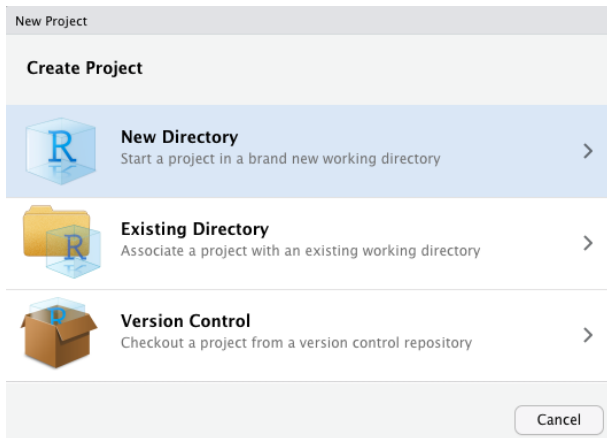 New Project
Create Project
New Directory
Start a project in a brand new working directory
Existing Directory
Associate a project with an existing working directory
Version Control
Checkout a project from a version control repository
Cancel